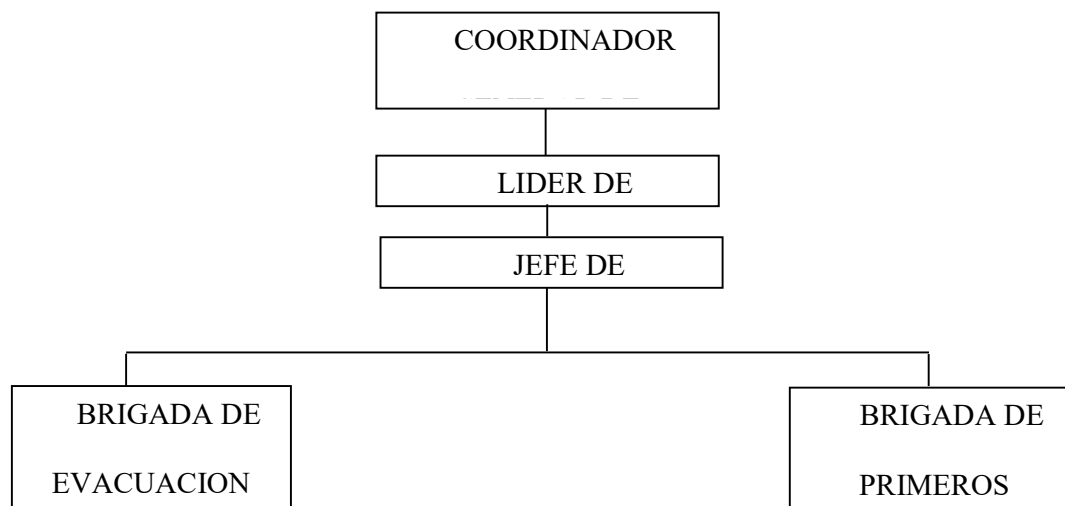 COORDINADOR
LIDER DE
JEFE DE
BRIGADA DE
EVACUACION
BRIGADA DE
PRIMEROS